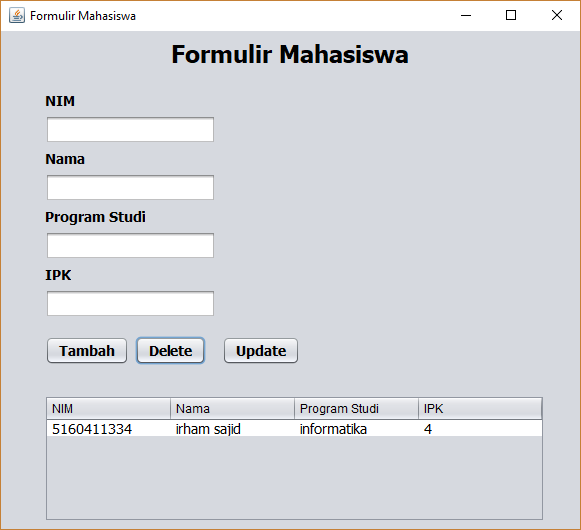 Formulir Mahasiswa
Formulir Mahasiswa
NIM
Nama
Program Studi
IPK
Tambah Delete Update
NIM Nama Program Studi IPK
5160411334 irham sajid informatika 4